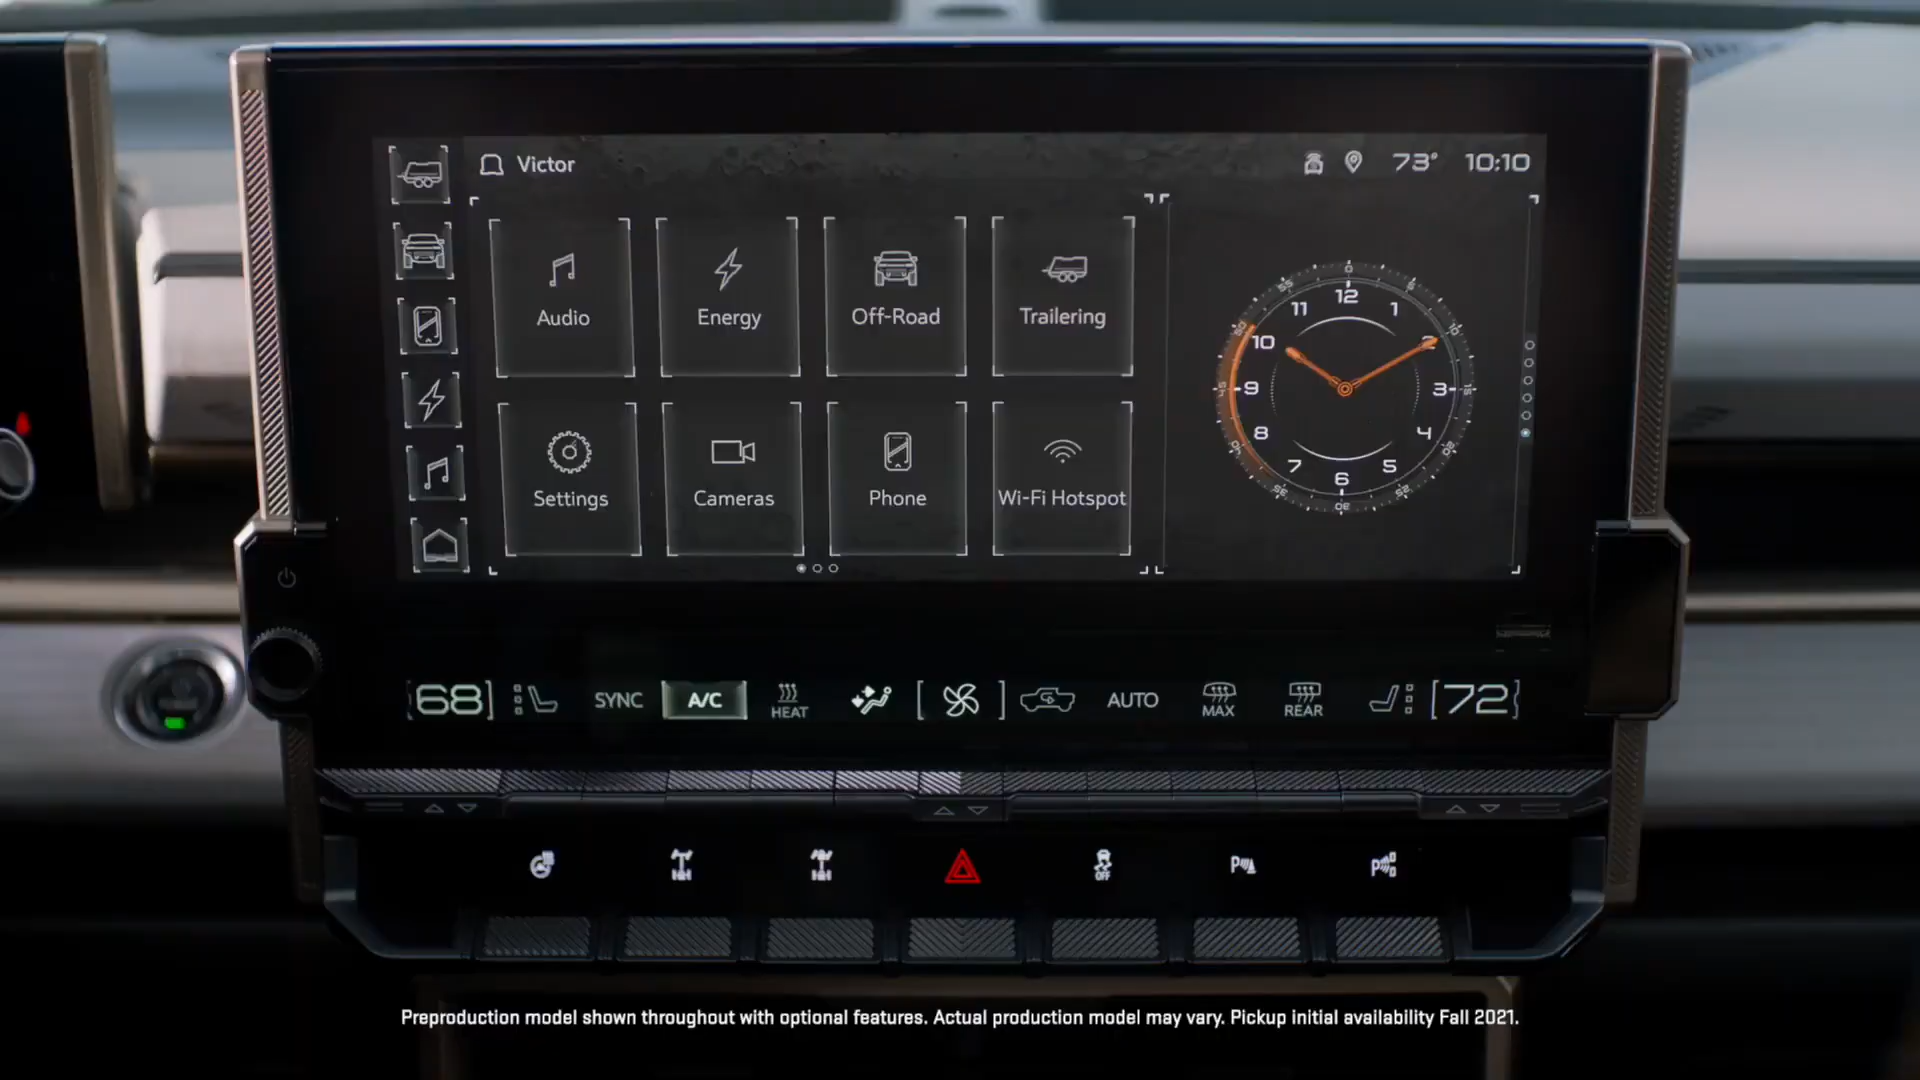 Victor
73° 10:10
Audio
Energy
Off-Road
Trailering
Settings
Cameras
Phone
Wi-Fi Hotspot
12
1
2
3
4
5
6
7
8
9
10
11
68
SYNC
A/C
HEAT
AUTO
MAX
REAR
72
OFF
P
P
Preproduction model shown throughout with optional features. Actual production model may vary. Pickup initial availability Fall 2021.